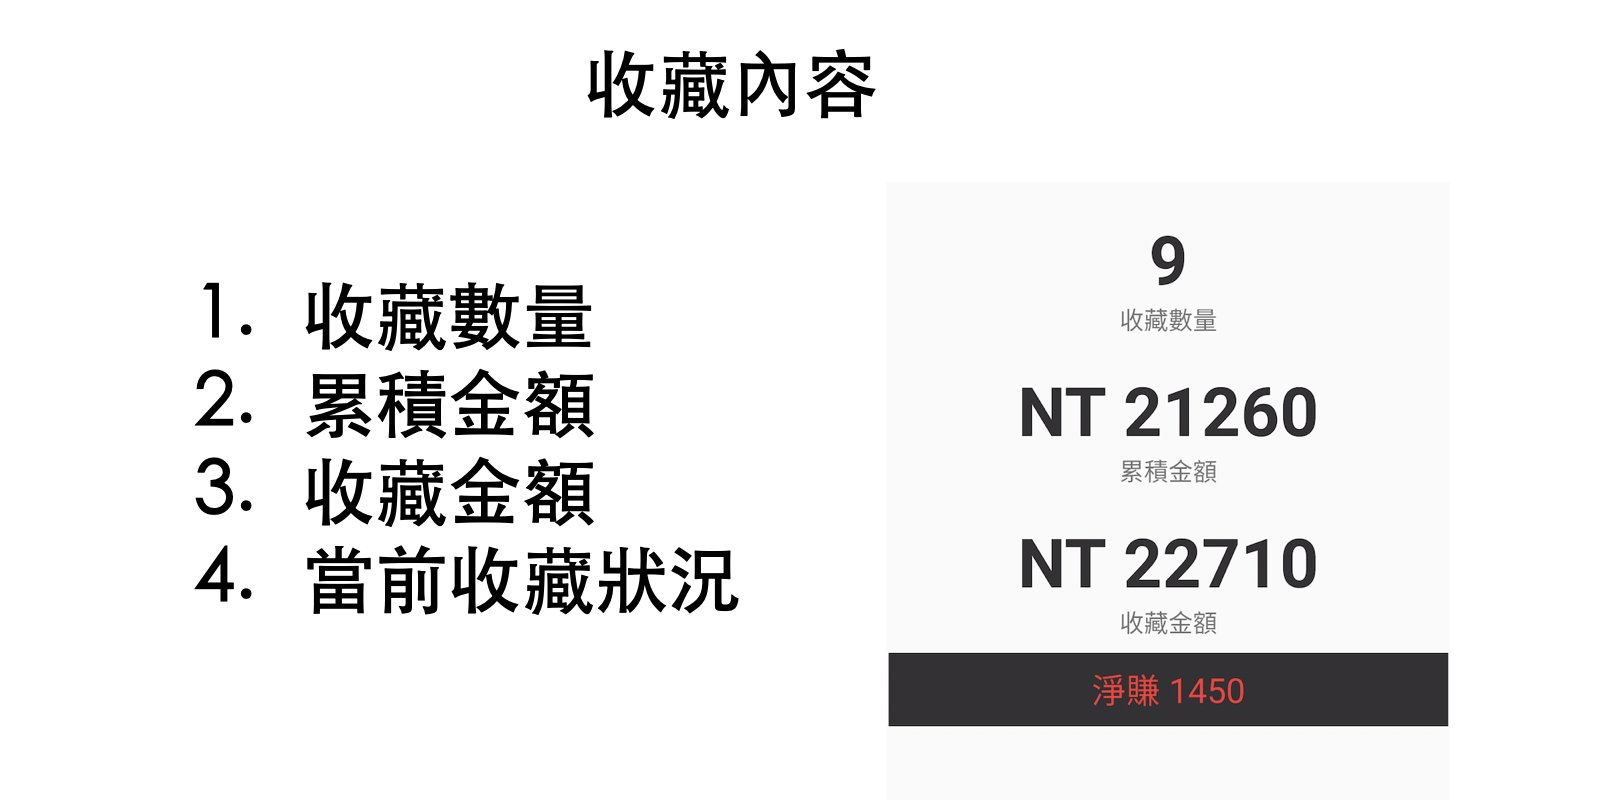 收藏內容
1. 收藏數量
2. 累積金額
3. 收藏金額
4. 當前收藏狀況
9
收藏數量
NT 21260
累積金額
NT 22710
收藏金額
淨賺 1450